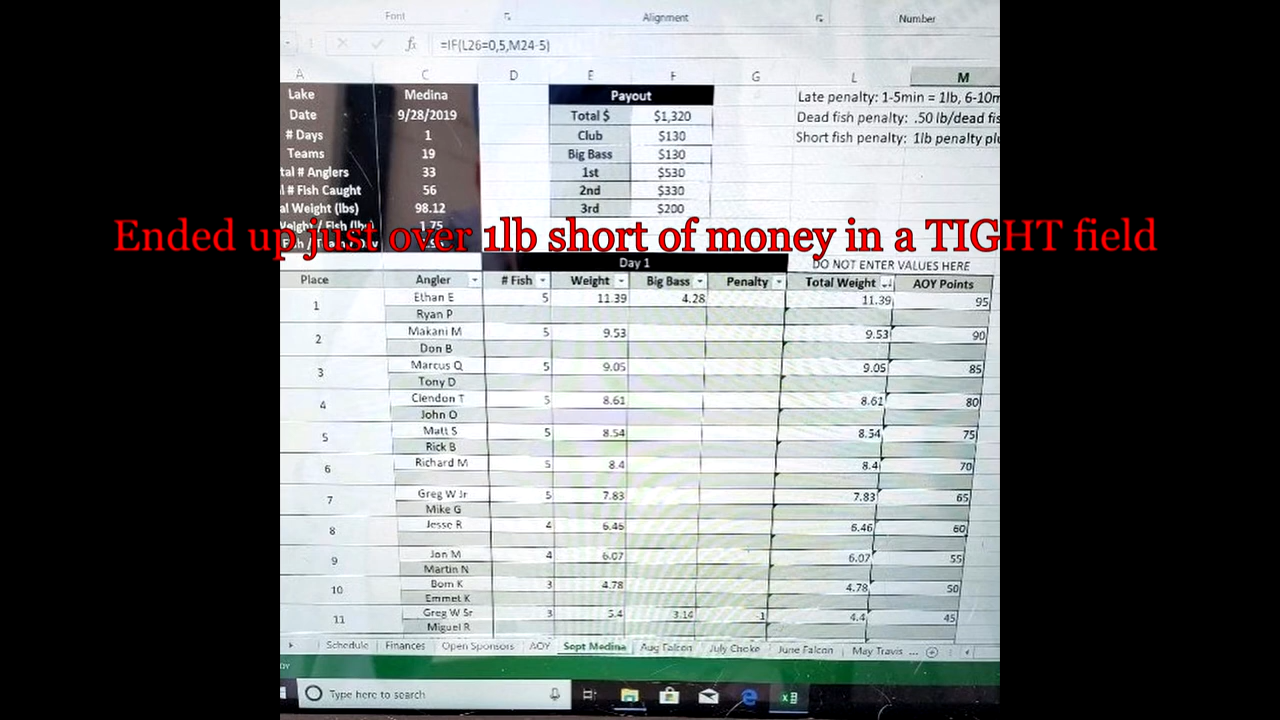 Font Alignment Number
=IF(L26=0,5,M24-5)
A C D E F G L M
Lake Medina Payout Late penalty: 1-5min = 1lb, 6-10m
Date 9/28/2019 Total $ $1,320 Dead fish penalty: .50 lb/dead fis
# Days 1 Club $130 Short fish penalty: 1lb penalty plu
Teams 19 Big Bass $130
tal # Anglers 33 1st $530
l # Fish Caught 56 2nd $330
al Weight (lbs) 98.12 3rd $200
Weight / Fish (lbs) 1.75
Ended up just over 1lb short of money in a TIGHT field
Day 1 DO NOT ENTER VALUES HERE
Place Angler # Fish Weight Big Bass Penalty Total Weight AOY Points
1 Ethan E 5 11.39 4.28 11.39 95
Ryan P
2 Makani M 5 9.53 9.53 90
Don B
3 Marcus Q 5 9.05 9.05 85
Tony D
4 Clendon T 5 8.61 8.61 80
John O
5 Matt S 5 8.54 8.54 75
Rick B
6 Richard M 5 8.4 8.4 70
7 Greg W Jr 5 7.83 7.83 65
Mike G
8 Jesse R 4 6.46 6.46 60
9 Jon M 4 6.07 6.07 55
Martin N
10 Bom K 3 4.78 4.78 50
Emmet K
11 Greg W Sr 3 5.4 3.14 -1 4.4 45
Miguel R
Schedule Finances Open Sponsors AOY Sept Medina Aug Falcon July Choke June Falcon May Travis ...
Type here to search